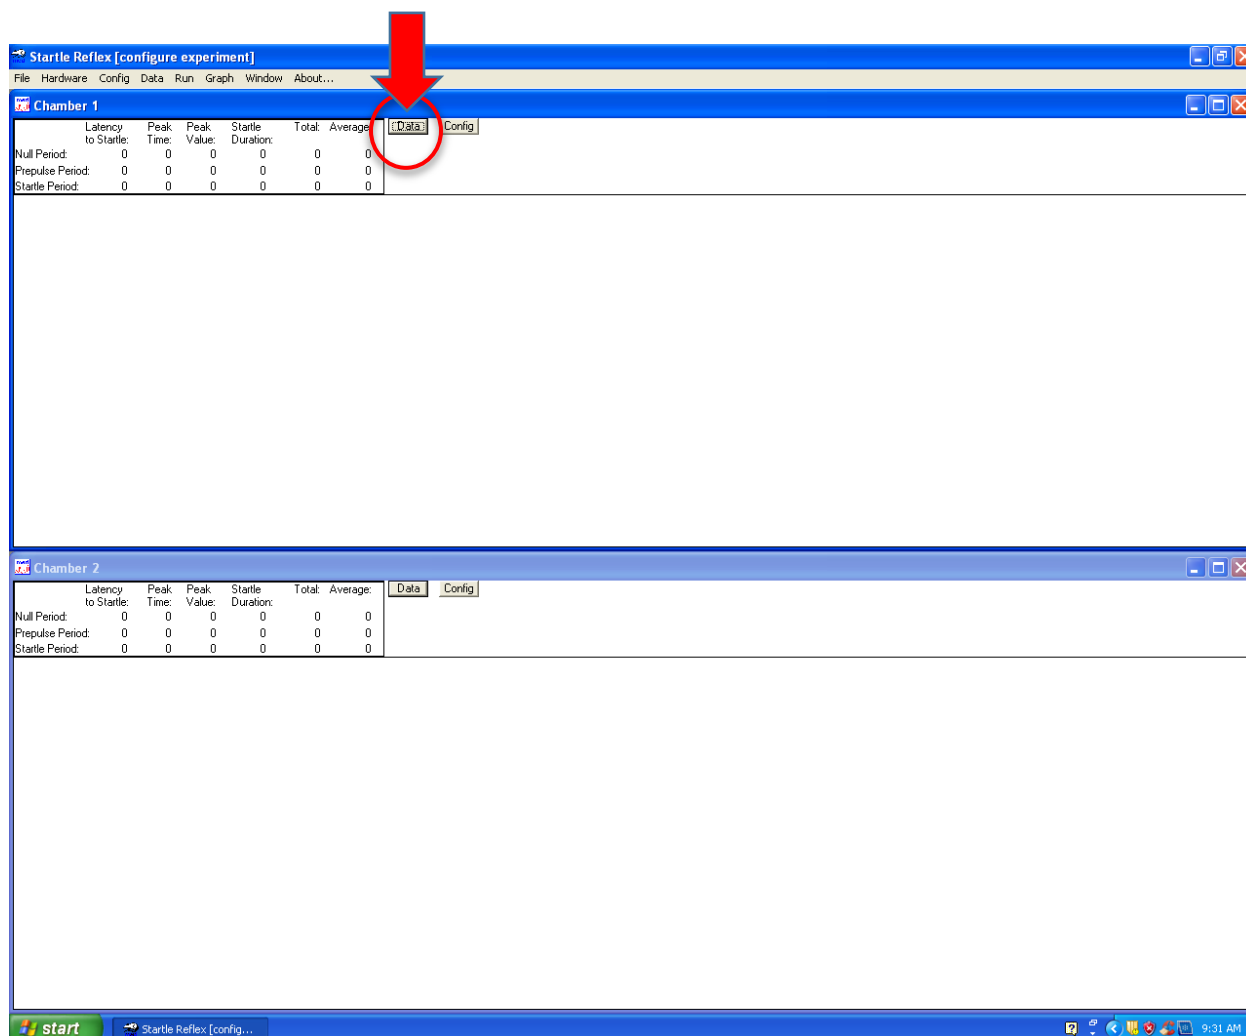 Startle Reflex [configure experiment]
File Hardware Config Data Run Graph Window About...
Chamber 1
Latency to Startle: Peak Time: Peak Value: Startle Duration: Total: Average: Data Config
Null Period: 0 0 0 0 0 0
Prepulse Period: 0 0 0 0 0 0
Startle Period: 0 0 0 0 0 0
Chamber 2
Latency to Startle: Peak Time: Peak Value: Startle Duration: Total: Average: Data Config
Null Period: 0 0 0 0 0 0
Prepulse Period: 0 0 0 0 0 0
Startle Period: 0 0 0 0 0 0
start Startle Reflex [config... 9:31 AM